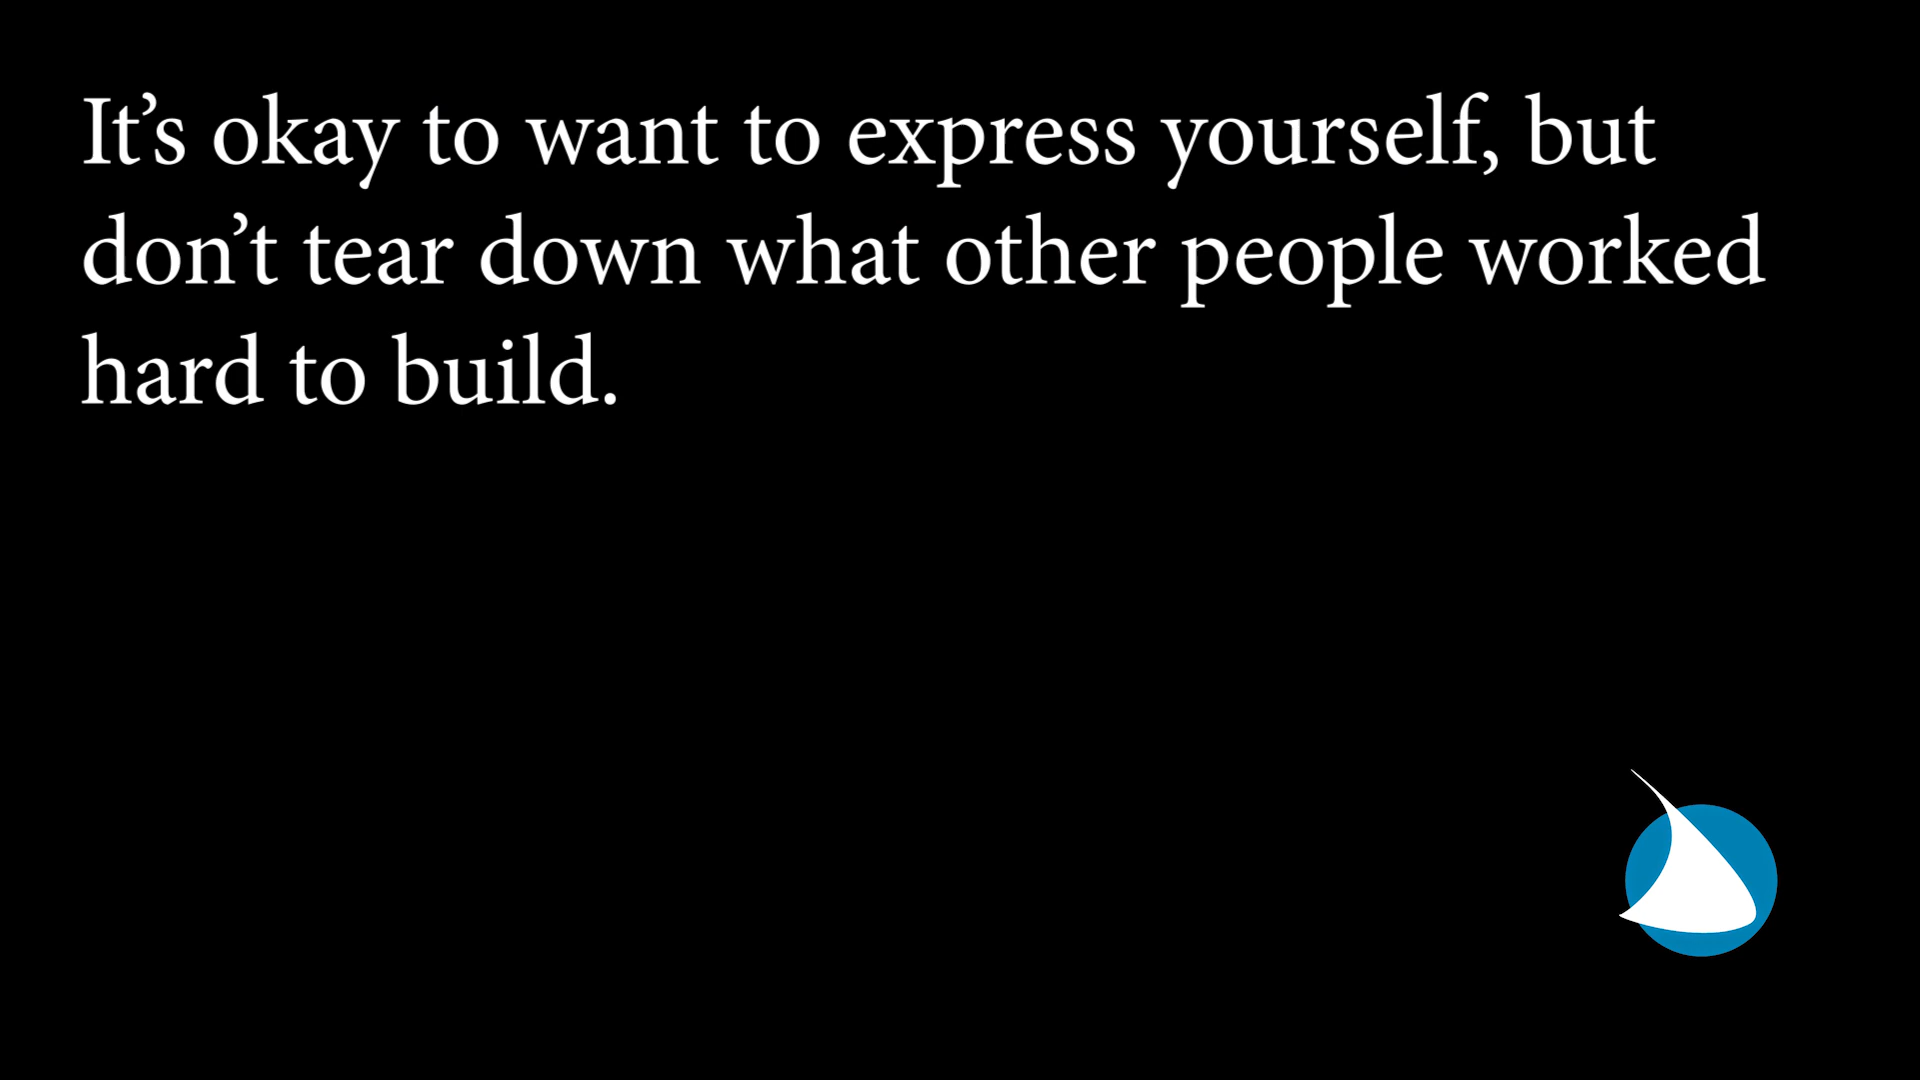 It’s okay to want to express yourself, but
don’t tear down what other people worked
hard to build.